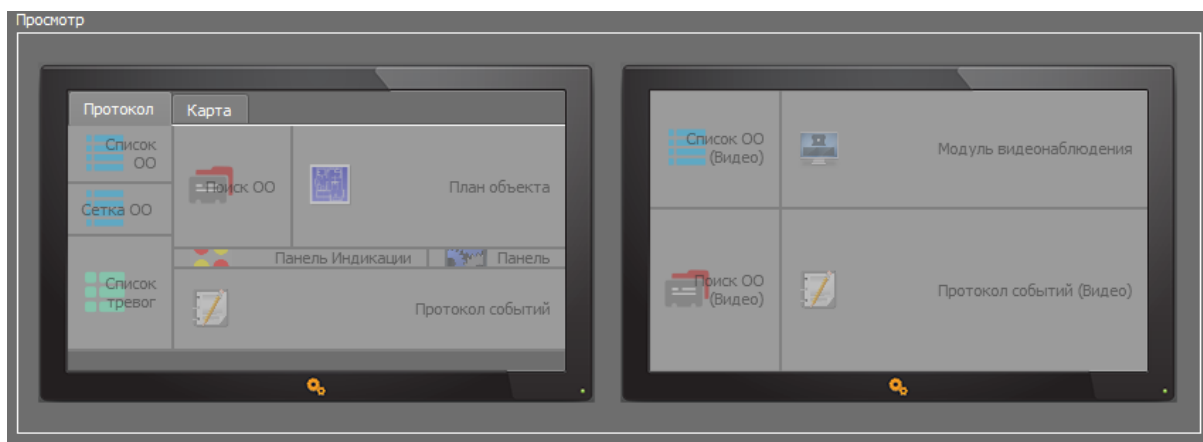 Просмотр
Протокол
Карта
Список
ОО
Сетка ОО
Список
тревог
Поиск ОО
План объекта
Панель Индикации
Панель
Протокол событий
Список ОО
(Видео)
Модуль видеонаблюдения
Поиск ОО
(Видео)
Протокол событий (Видео)